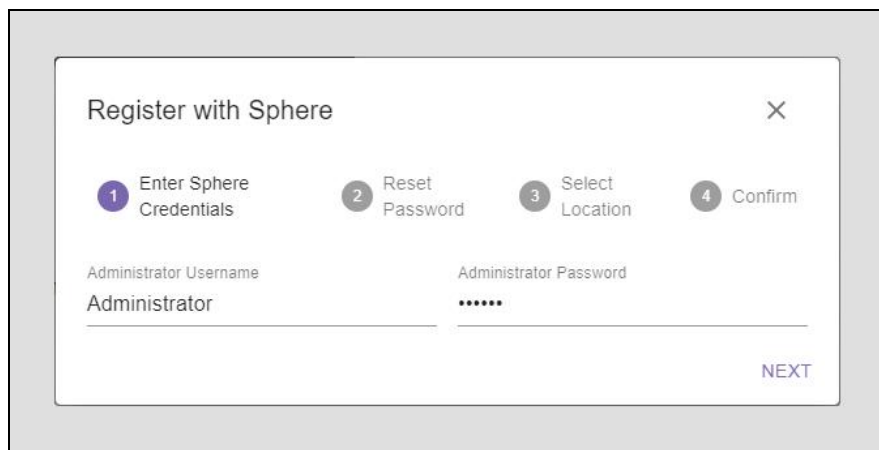 Register with Sphere
1 Enter Sphere Credentials
2 Reset Password
3 Select Location
4 Confirm
Administrator Username
Administrator
Administrator Password
••••••
NEXT